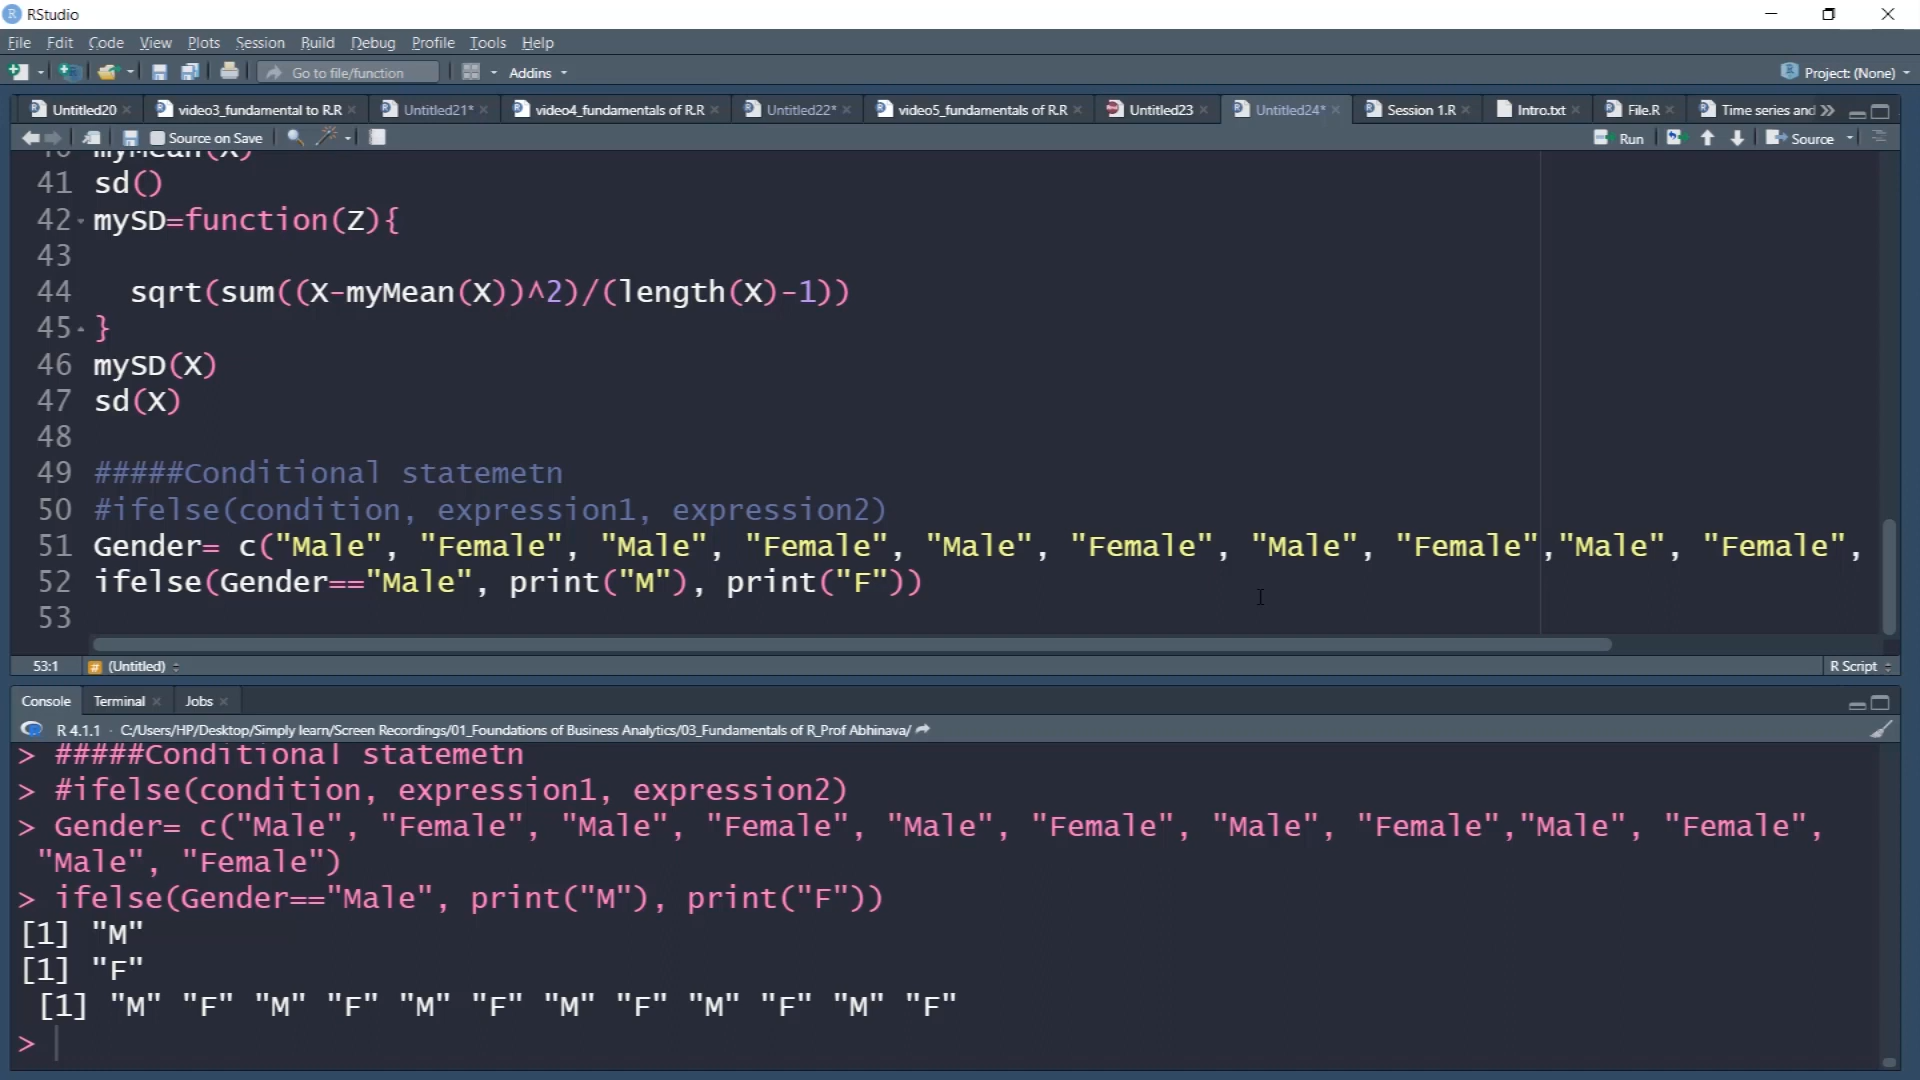 RStudio
File Edit Code View Plots Session Build Debug Profile Tools Help
Go to file/function Addins Project: (None)
Untitled20 video3_fundamental to R.R Untitled21* video4_fundamentals of R.R Untitled22* video5_fundamentals of R.R Untitled23 Untitled24* Session 1.R Intro.txt File.R Time series and
Source on Save Run Source
40 myMean(X)
41 sd()
42 mySD=function(Z){
43
44 sqrt(sum((X-myMean(X))^2)/(length(X)-1))
45 }
46 mySD(X)
47 sd(X)
48
49 #####Conditional statemetn
50 #ifelse(condition, expression1, expression2)
51 Gender= c("Male", "Female", "Male", "Female", "Male", "Female", "Male", "Female","Male", "Female",
52 ifelse(Gender=="Male", print("M"), print("F"))
53
53:1 # (Untitled) R Script
Console Terminal Jobs
R 4.1.1 · C:/Users/HP/Desktop/Simply learn/Screen Recordings/01_Foundations of Business Analytics/03_Fundamentals of R_Prof Abhinava/
> #####Conditional statemetn
> #ifelse(condition, expression1, expression2)
> Gender= c("Male", "Female", "Male", "Female", "Male", "Female", "Male", "Female","Male", "Female",
"Male", "Female")
> ifelse(Gender=="Male", print("M"), print("F"))
[1] "M"
[1] "F"
[1] "M" "F" "M" "F" "M" "F" "M" "F" "M" "F" "M" "F"
>